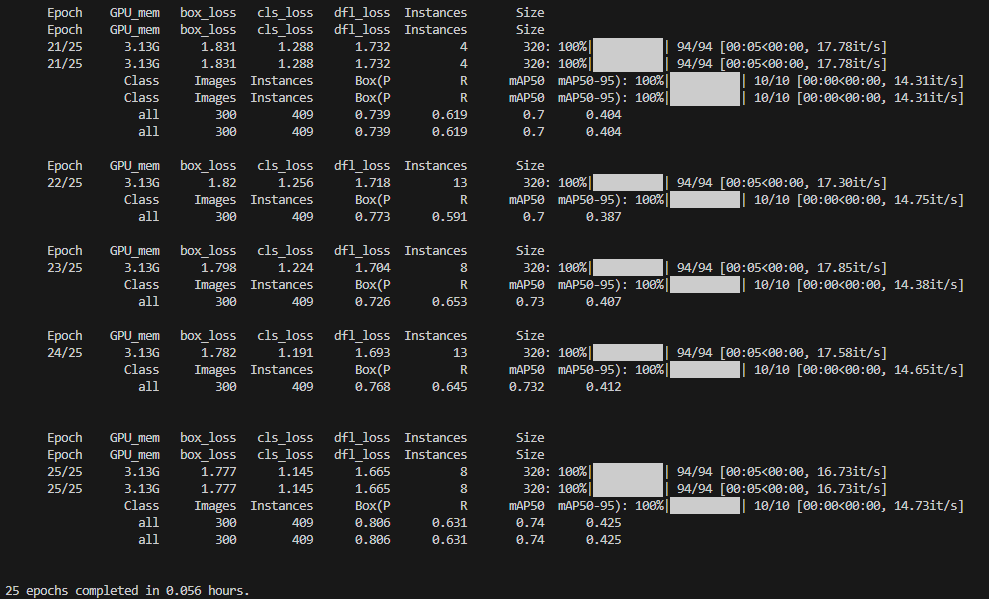 Epoch GPU_mem box_loss cls_loss dfl_loss Instances Size
Epoch GPU_mem box_loss cls_loss dfl_loss Instances Size
21/25 3.13G 1.831 1.288 1.732 4 320: 100%|██████████| 94/94 [00:05<00:00, 17.78it/s]
21/25 3.13G 1.831 1.288 1.732 4 320: 100%|██████████| 94/94 [00:05<00:00, 17.78it/s]
Class Images Instances Box(P R mAP50 mAP50-95): 100%|██████████| 10/10 [00:00<00:00, 14.31it/s]
Class Images Instances Box(P R mAP50 mAP50-95): 100%|██████████| 10/10 [00:00<00:00, 14.31it/s]
all 300 409 0.739 0.619 0.7 0.404
all 300 409 0.739 0.619 0.7 0.404
Epoch GPU_mem box_loss cls_loss dfl_loss Instances Size
22/25 3.13G 1.82 1.256 1.718 13 320: 100%|██████████| 94/94 [00:05<00:00, 17.30it/s]
Class Images Instances Box(P R mAP50 mAP50-95): 100%|██████████| 10/10 [00:00<00:00, 14.75it/s]
all 300 409 0.773 0.591 0.7 0.387
Epoch GPU_mem box_loss cls_loss dfl_loss Instances Size
23/25 3.13G 1.798 1.224 1.704 8 320: 100%|██████████| 94/94 [00:05<00:00, 17.85it/s]
Class Images Instances Box(P R mAP50 mAP50-95): 100%|██████████| 10/10 [00:00<00:00, 14.38it/s]
all 300 409 0.726 0.653 0.73 0.407
Epoch GPU_mem box_loss cls_loss dfl_loss Instances Size
24/25 3.13G 1.782 1.191 1.693 13 320: 100%|██████████| 94/94 [00:05<00:00, 17.58it/s]
Class Images Instances Box(P R mAP50 mAP50-95): 100%|██████████| 10/10 [00:00<00:00, 14.65it/s]
all 300 409 0.768 0.645 0.732 0.412
Epoch GPU_mem box_loss cls_loss dfl_loss Instances Size
Epoch GPU_mem box_loss cls_loss dfl_loss Instances Size
25/25 3.13G 1.777 1.145 1.665 8 320: 100%|██████████| 94/94 [00:05<00:00, 16.73it/s]
25/25 3.13G 1.777 1.145 1.665 8 320: 100%|██████████| 94/94 [00:05<00:00, 16.73it/s]
Class Images Instances Box(P R mAP50 mAP50-95): 100%|██████████| 10/10 [00:00<00:00, 14.73it/s]
all 300 409 0.806 0.631 0.74 0.425
all 300 409 0.806 0.631 0.74 0.425
25 epochs completed in 0.056 hours.